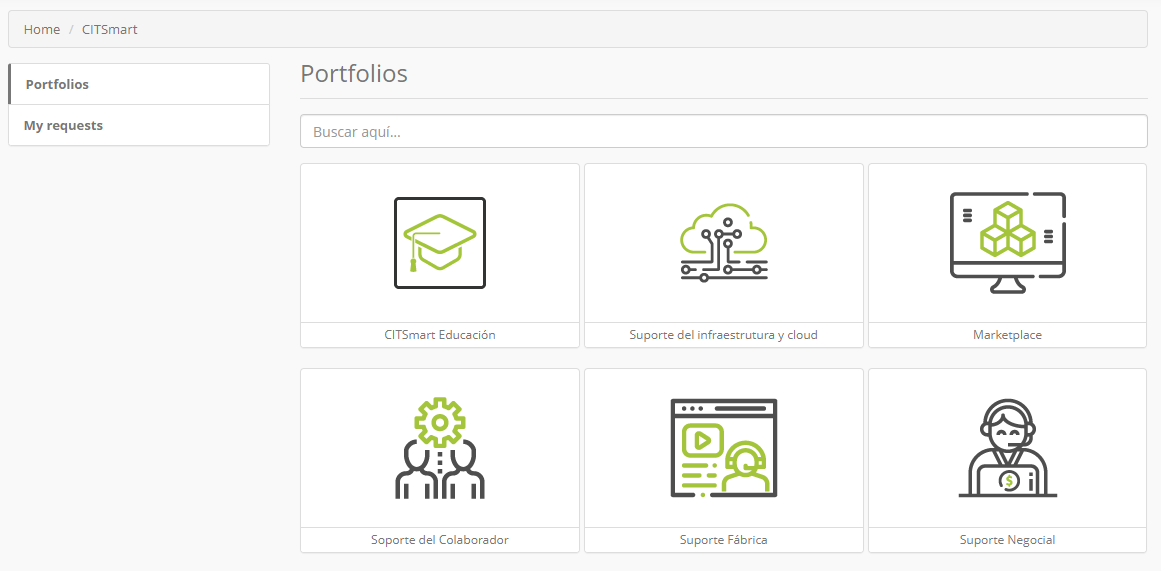 Home / CITSmart
Portfolios
My requests
Portfolios
Buscar aquí...
CITSmart Educación
Suporte del infraestrutura y cloud
Marketplace
Soporte del Colaborador
Suporte Fábrica
Suporte Negocial